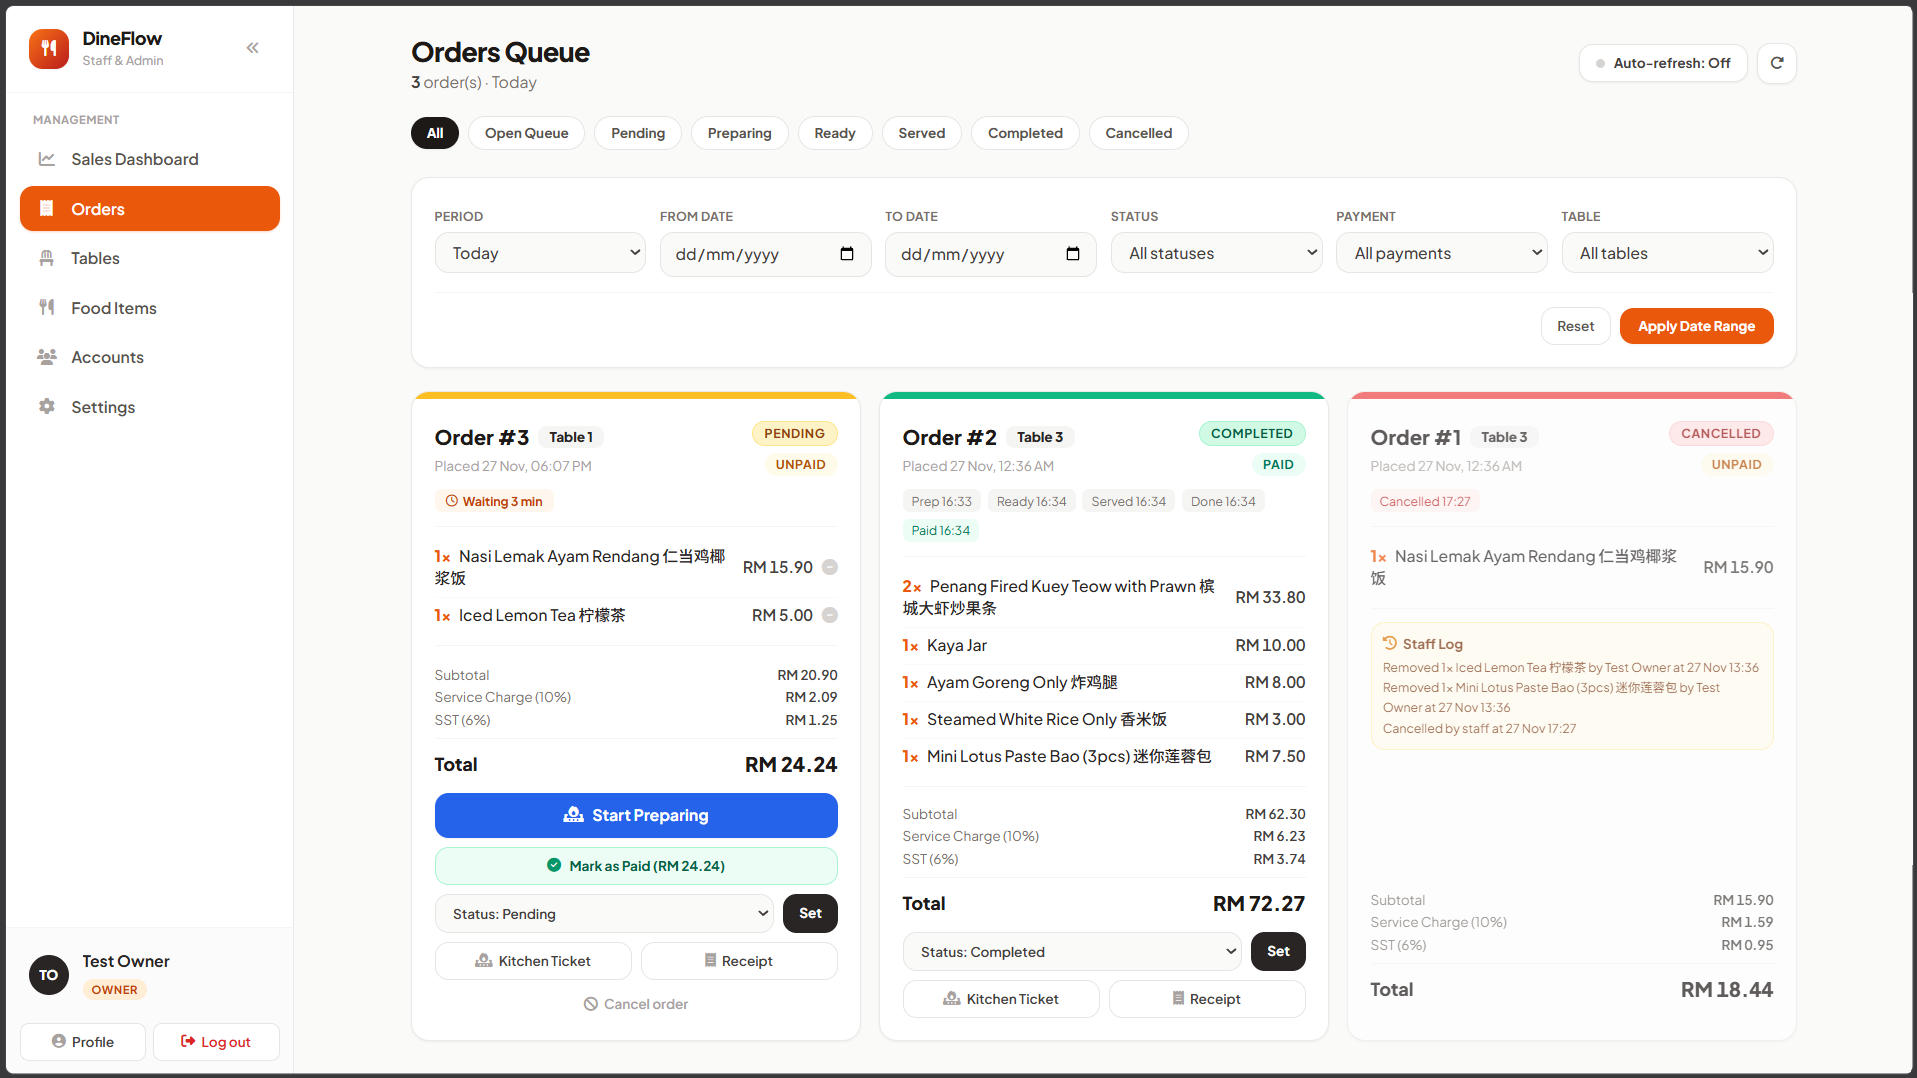 DineFlow
Staff & Admin
MANAGEMENT
Sales Dashboard
Orders
Tables
Food Items
Accounts
Settings
TO
Test Owner
OWNER
Profile
Log out
Orders Queue
3 order(s) · Today
Auto-refresh: Off
All
Open Queue
Pending
Preparing
Ready
Served
Completed
Cancelled
PERIOD
Today
FROM DATE
dd/mm/yyyy
TO DATE
dd/mm/yyyy
STATUS
All statuses
PAYMENT
All payments
TABLE
All tables
Reset
Apply Date Range
Order #3 Table 1
PENDING
Placed 27 Nov, 06:07 PM
UNPAID
Waiting 3 min
1× Nasi Lemak Ayam Rendang 仁当鸡椰
浆饭
RM 15.90
1× Iced Lemon Tea 柠檬茶 RM 5.00
Subtotal RM 20.90
Service Charge (10%) RM 2.09
SST (6%) RM 1.25
Total RM 24.24
Start Preparing
Mark as Paid (RM 24.24)
Status: Pending
Set
Kitchen Ticket
Receipt
Cancel order
Order #2 Table 3
COMPLETED
Placed 27 Nov, 12:36 AM
PAID
Prep 16:33 Ready 16:34 Served 16:34 Done 16:34
Paid 16:34
2× Penang Fired Kuey Teow with Prawn 槟
城大虾炒果条
RM 33.80
1× Kaya Jar RM 10.00
1× Ayam Goreng Only 炸鸡腿 RM 8.00
1× Steamed White Rice Only 香米饭 RM 3.00
1× Mini Lotus Paste Bao (3pcs) 迷你莲蓉包 RM 7.50
Subtotal RM 62.30
Service Charge (10%) RM 6.23
SST (6%) RM 3.74
Total RM 72.27
Status: Completed
Set
Kitchen Ticket
Receipt
Order #1 Table 3
CANCELLED
Placed 27 Nov, 12:36 AM
UNPAID
Cancelled 17:27
1× Nasi Lemak Ayam Rendang 仁当鸡椰浆
饭
RM 15.90
Staff Log
Removed 1× Iced Lemon Tea 柠檬茶 by Test Owner at 27 Nov 13:36
Removed 1× Mini Lotus Paste Bao (3pcs) 迷你莲蓉包 by Test
Owner at 27 Nov 13:36
Cancelled by staff at 27 Nov 17:27
Subtotal RM 15.90
Service Charge (10%) RM 1.59
SST (6%) RM 0.95
Total RM 18.44